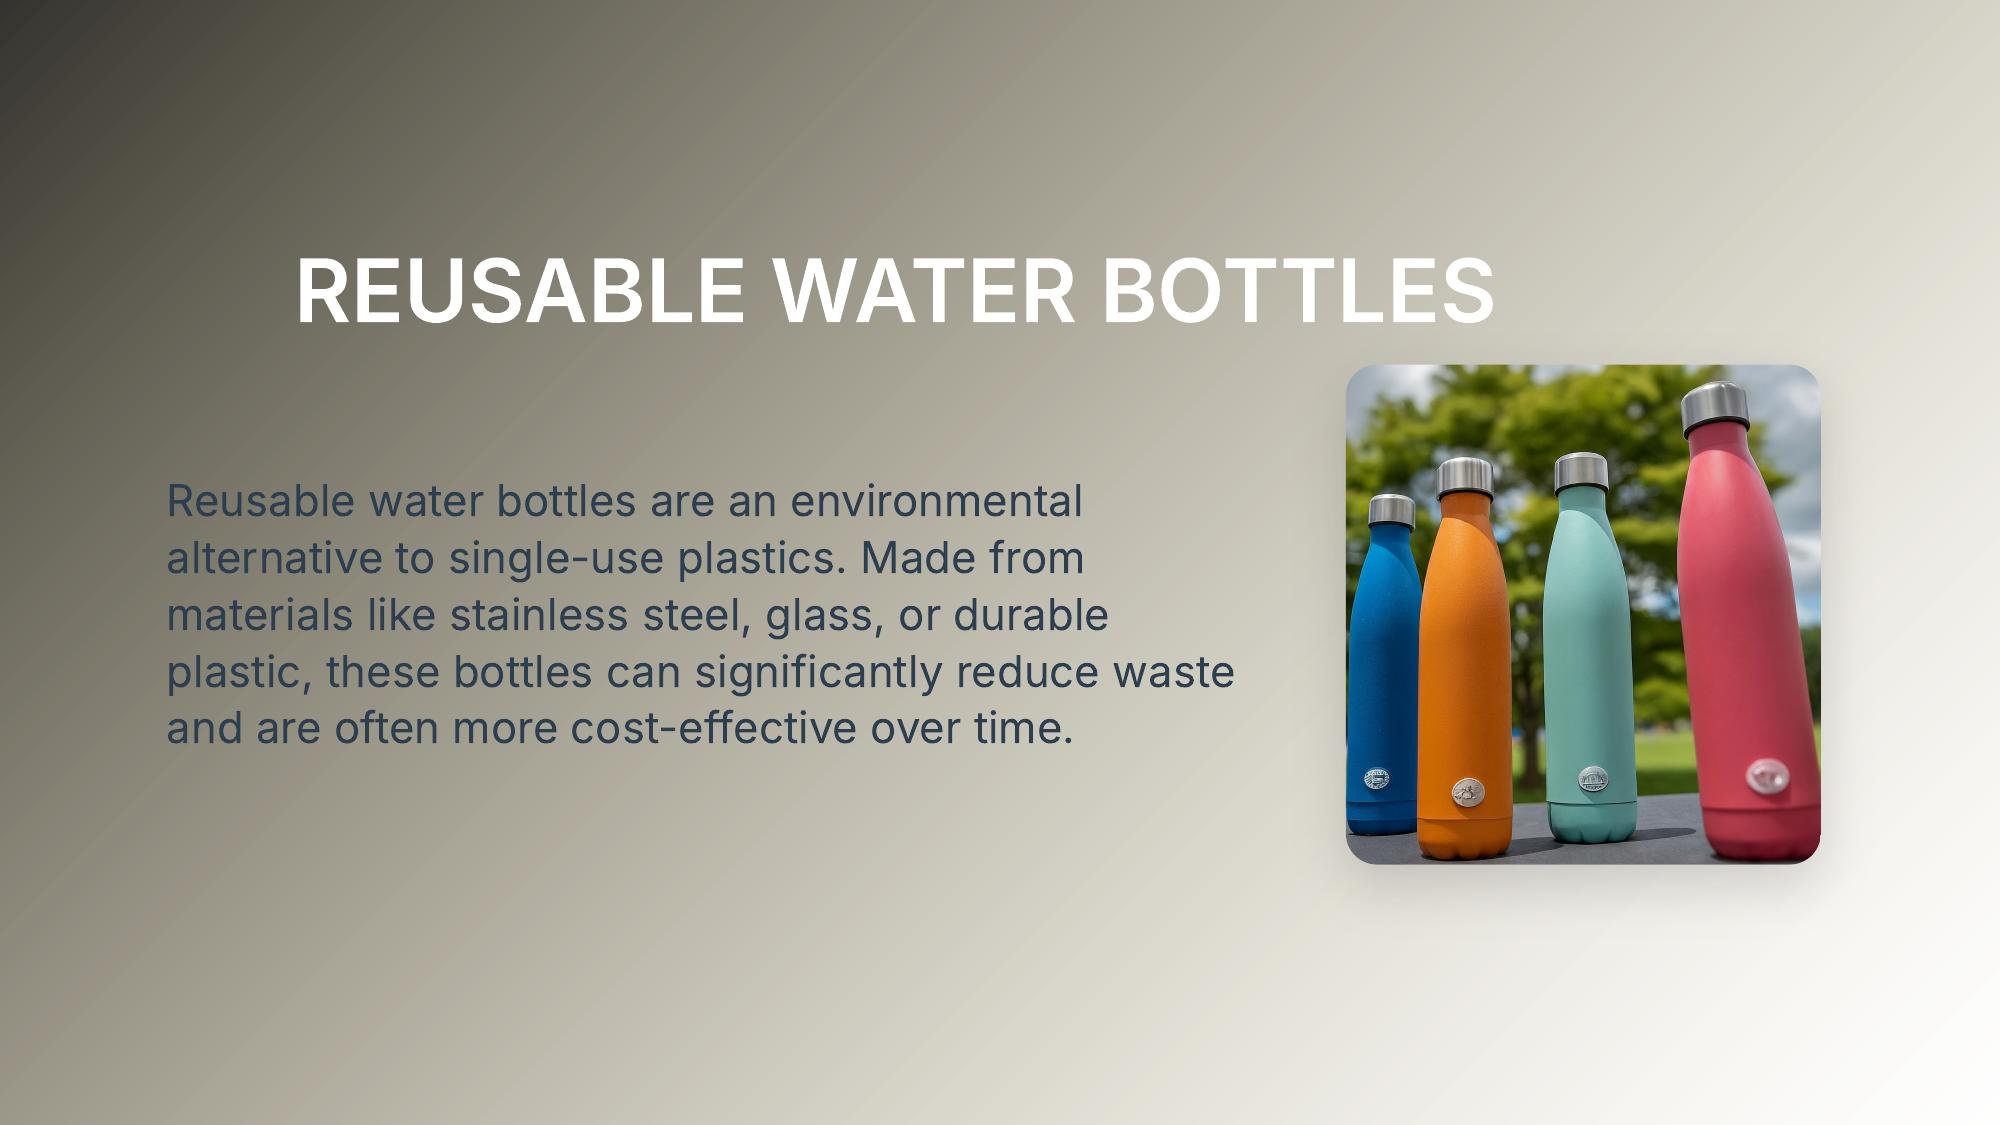 REUSABLE WATER BOTTLES
Reusable water bottles are an environmental
alternative to single-use plastics. Made from
materials like stainless steel, glass, or durable
plastic, these bottles can significantly reduce waste
and are often more cost-effective over time.